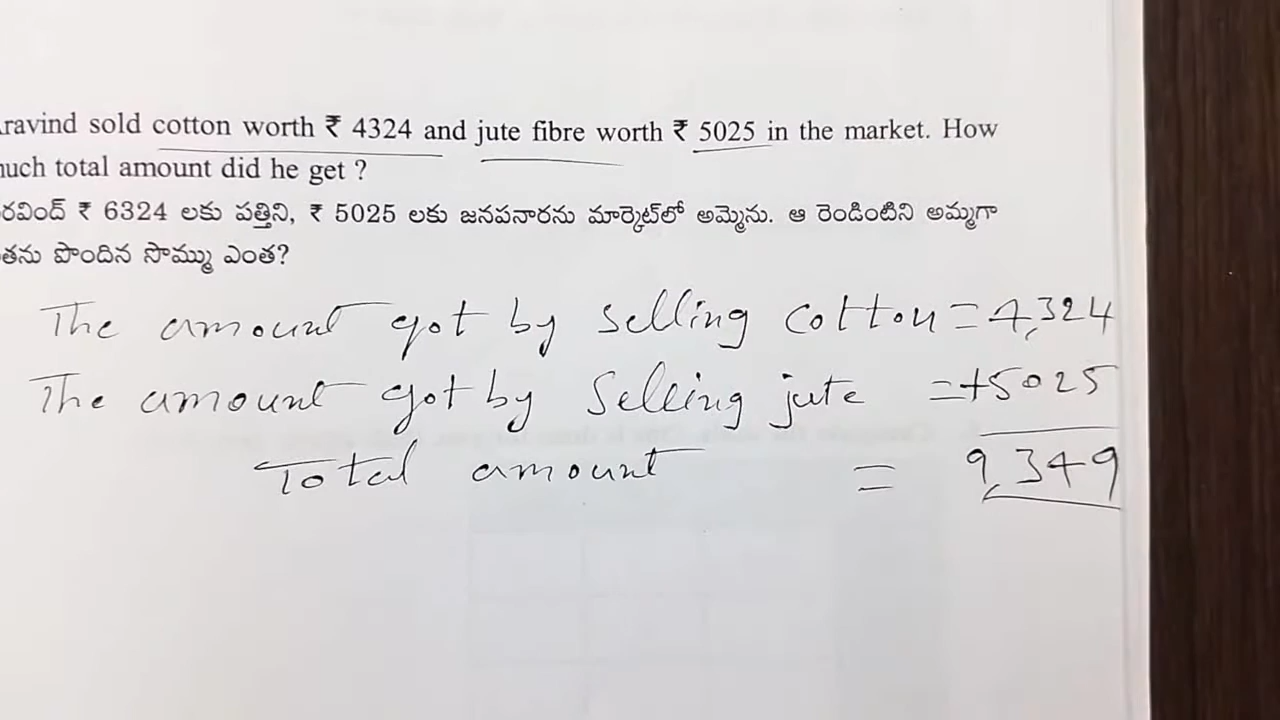 ravind sold cotton worth ₹ 4324 and jute fibre worth ₹ 5025 in the market. How
uch total amount did he get ?
రవింద్ ₹ 6324 లకు పత్తిని, ₹ 5025 లకు జనపనారను మార్కెట్‌లో అమ్మెను. ఆ రెండింటిని అమ్మగా
తను పొందిన సొమ్ము ఎంత?
The amount got by selling cotton = 4,324
The amount got by Selling jute = +5025
Total amount = 9,349